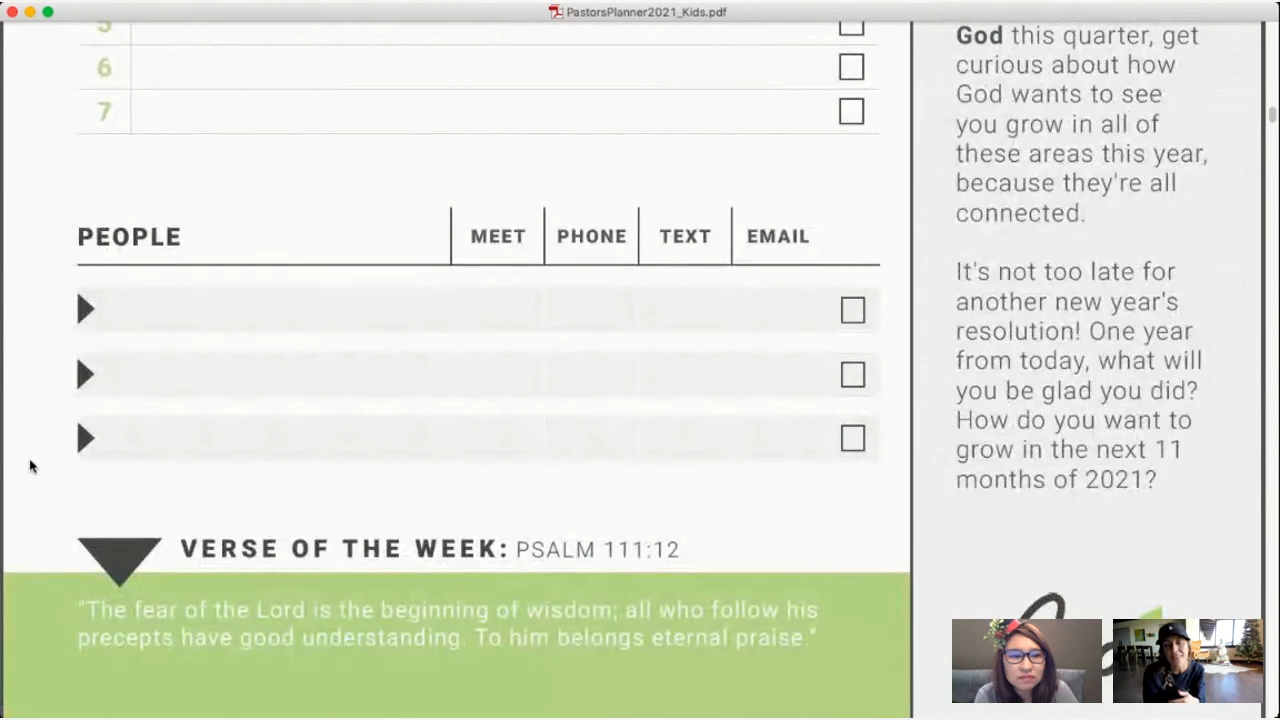 PastorsPlanner2021_Kids.pdf
5
6
7
PEOPLE MEET PHONE TEXT EMAIL
VERSE OF THE WEEK: PSALM 111:12
"The fear of the Lord is the beginning of wisdom; all who follow his
precepts have good understanding. To him belongs eternal praise."
God this quarter, get
curious about how
God wants to see
you grow in all of
these areas this year,
because they're all
connected.
It's not too late for
another new year's
resolution! One year
from today, what will
you be glad you did?
How do you want to
grow in the next 11
months of 2021?